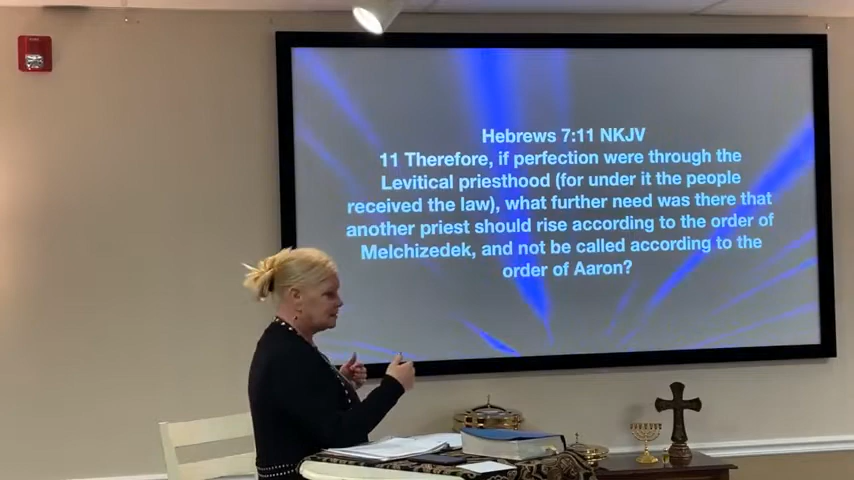 Hebrews 7:11 NKJV
11 Therefore, if perfection were through the
Levitical priesthood (for under it the people
received the law), what further need was there that
another priest should rise according to the order of
Melchizedek, and not be called according to the
order of Aaron?